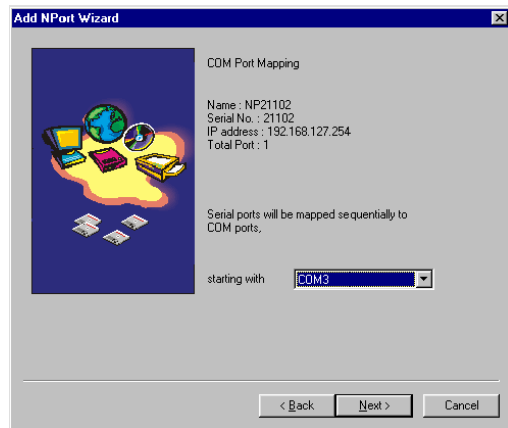 Add NPort Wizard
COM Port Mapping
Name : NP21102
Serial No. : 21102
IP address : 192.168.127.254
Total Port : 1
Serial ports will be mapped sequentially to
COM ports,
starting with COM3
< Back Next > Cancel